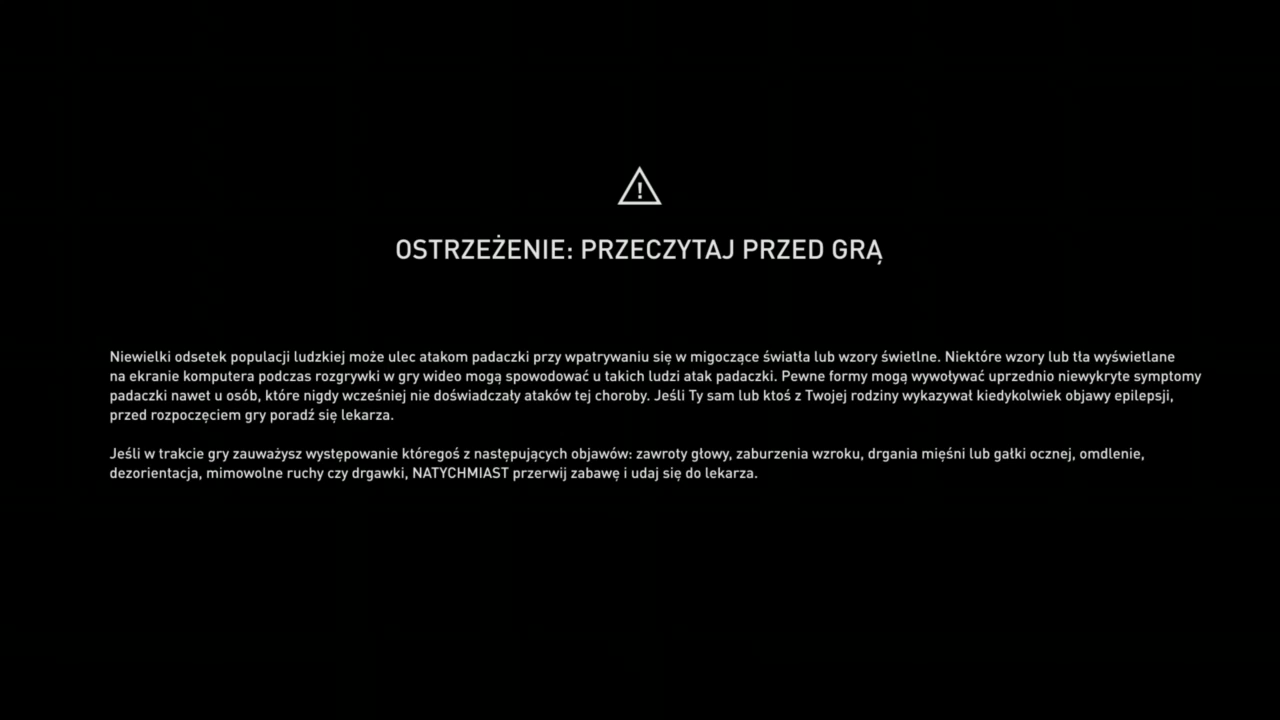 OSTRZEŻENIE: PRZECZYTAJ PRZED GRĄ
Niewielki odsetek populacji ludzkiej może ulec atakom padaczki przy wpatrywaniu się w migoczące światła lub wzory świetlne. Niektóre wzory lub tła wyświetlane
na ekranie komputera podczas rozgrywki w gry wideo mogą spowodować u takich ludzi atak padaczki. Pewne formy mogą wywoływać uprzednio niewykryte symptomy
padaczki nawet u osób, które nigdy wcześniej nie doświadczały ataków tej choroby. Jeśli Ty sam lub ktoś z Twojej rodziny wykazywał kiedykolwiek objawy epilepsji,
przed rozpoczęciem gry poradź się lekarza.
Jeśli w trakcie gry zauważysz występowanie któregoś z następujących objawów: zawroty głowy, zaburzenia wzroku, drgania mięśni lub gałki ocznej, omdlenie,
dezorientacja, mimowolne ruchy czy drgawki, NATYCHMIAST przerwij zabawę i udaj się do lekarza.